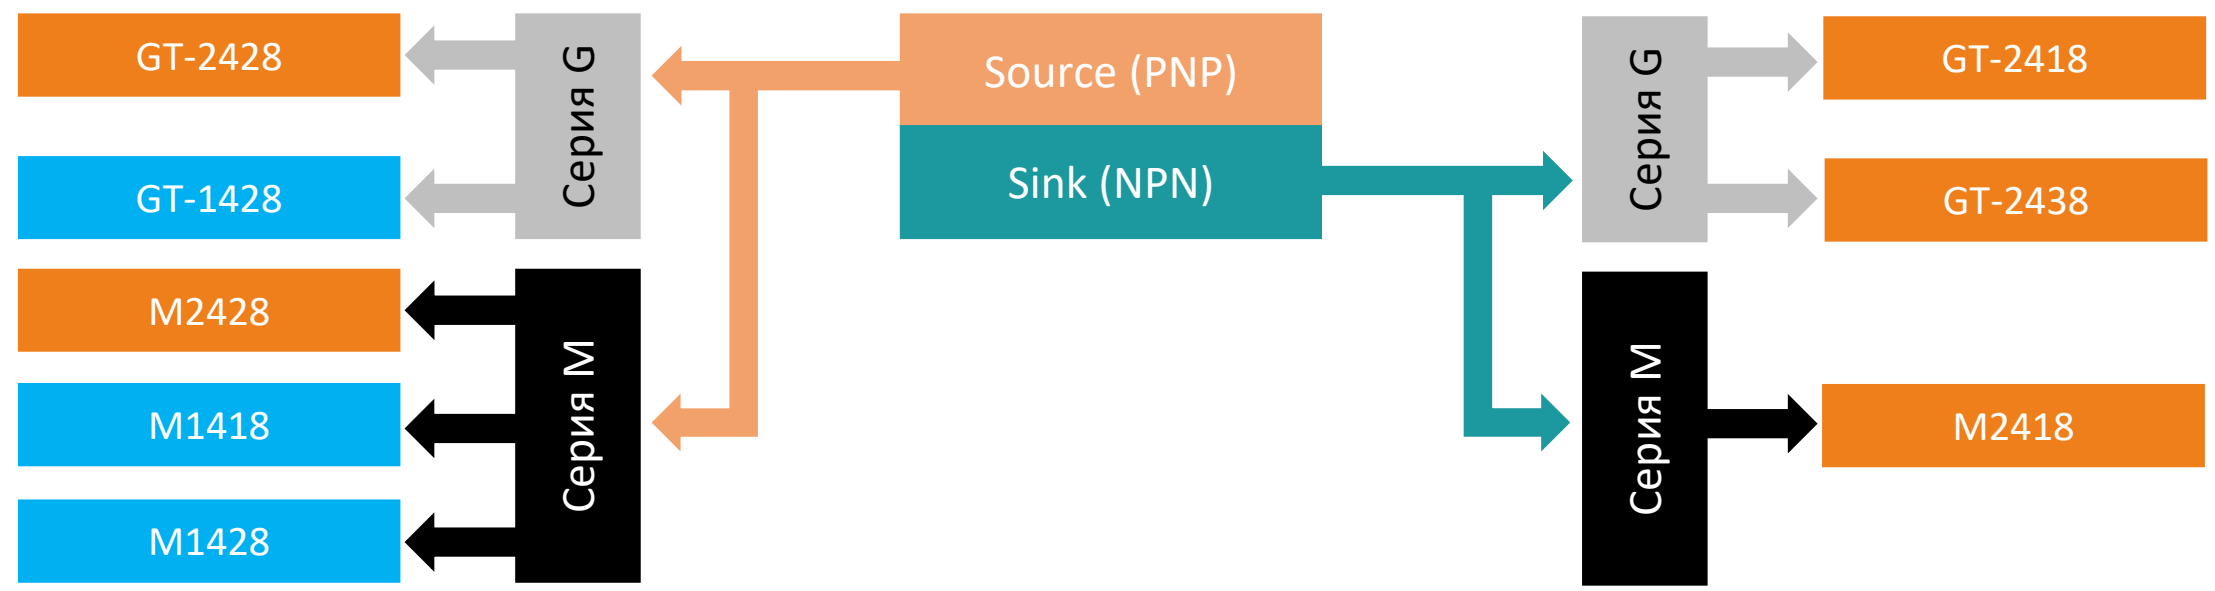 GT-2428
GT-1428
M2428
M1418
M1428
Серия G
Серия M
Source (PNP)
Sink (NPN)
Серия G
Серия M
GT-2418
GT-2438
M2418